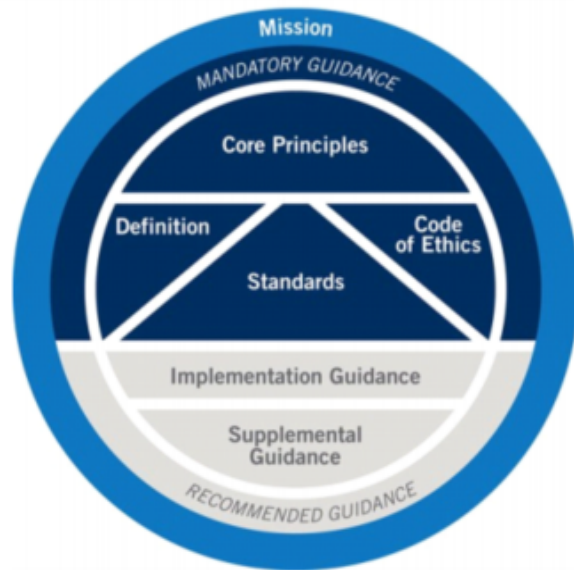 Mission
MANDATORY GUIDANCE
Core Principles
Definition
Code
of Ethics
Standards
Implementation Guidance
Supplemental
Guidance
RECOMMENDED GUIDANCE